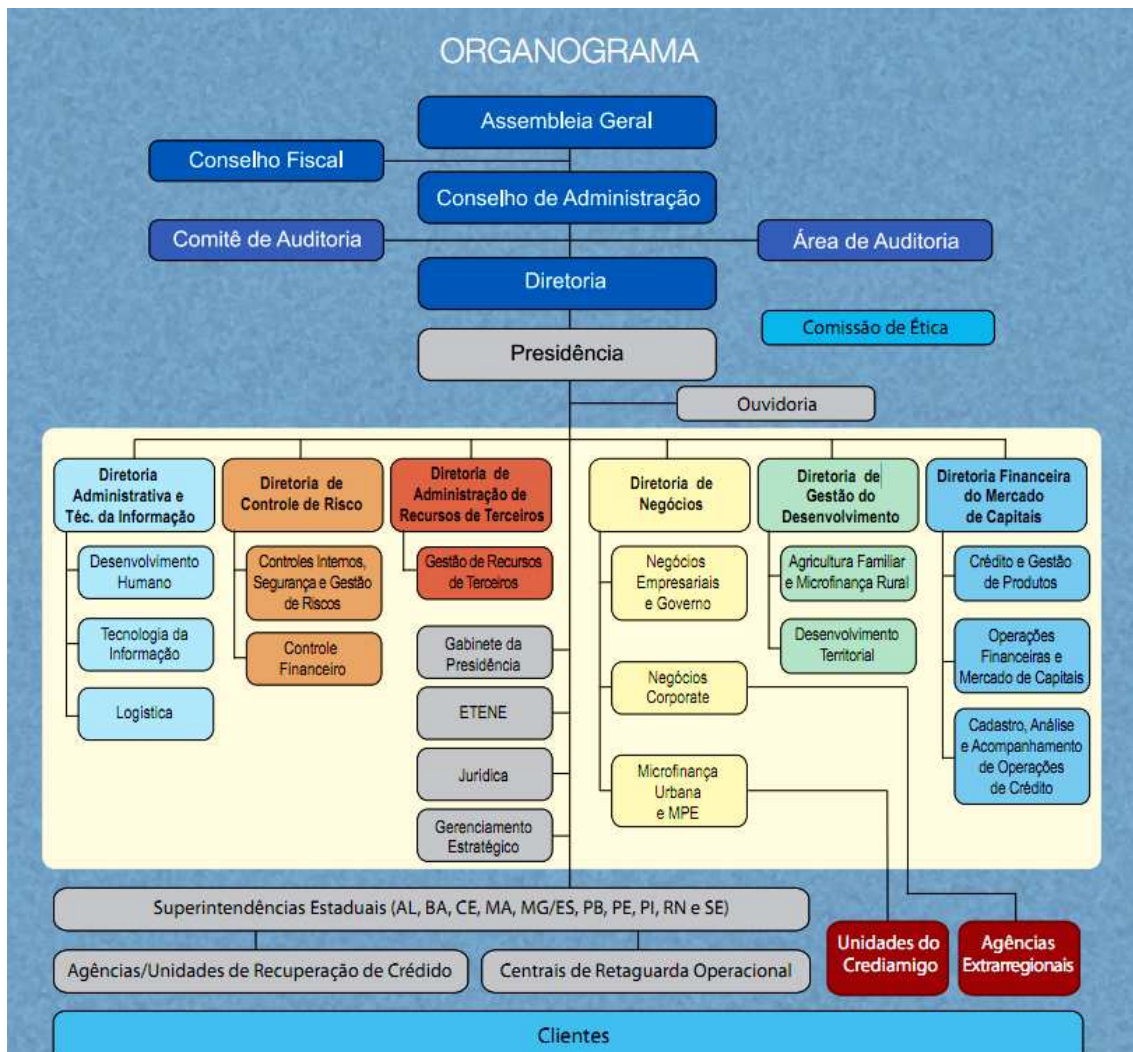 ORGANOGRAMA
Assembleia Geral
Conselho Fiscal
Conselho de Administração
Comitê de Auditoria
Área de Auditoria
Diretoria
Comissão de Ética
Presidência
Ouvidoria
Diretoria
Administrativa e
Téc. da Informação
Desenvolvimento
Humano
Tecnologia da
Informação
Logística
Diretoria de
Controle de Risco
Controles Internos,
Segurança e Gestão
de Riscos
Controle
Financeiro
Diretoria de
Administração de
Recursos de Terceiros
Gestão de Recursos
de Terceiros
Gabinete da
Presidência
ETENE
Jurídica
Gerenciamento
Estratégico
Diretoria de
Negócios
Negócios
Empresariais
e Governo
Negócios
Corporate
Microfinança
Urbana
e MPE
Diretoria de
Gestão do
Desenvolvimento
Agricultura Familiar
e Microfinança Rural
Desenvolvimento
Territorial
Diretoria Financeira
do Mercado
de Capitais
Crédito e Gestão
de Produtos
Operações
Financeiras e
Mercado de Capitais
Cadastro, Análise
e Acompanhamento
de Operações
de Crédito
Superintendências Estaduais (AL, BA, CE, MA, MG/ES, PB, PE, PI, RN e SE)
Agências/Unidades de Recuperação de Crédido
Centrais de Retaguarda Operacional
Unidades do
Crediamigo
Agências
Extrarregionais
Clientes